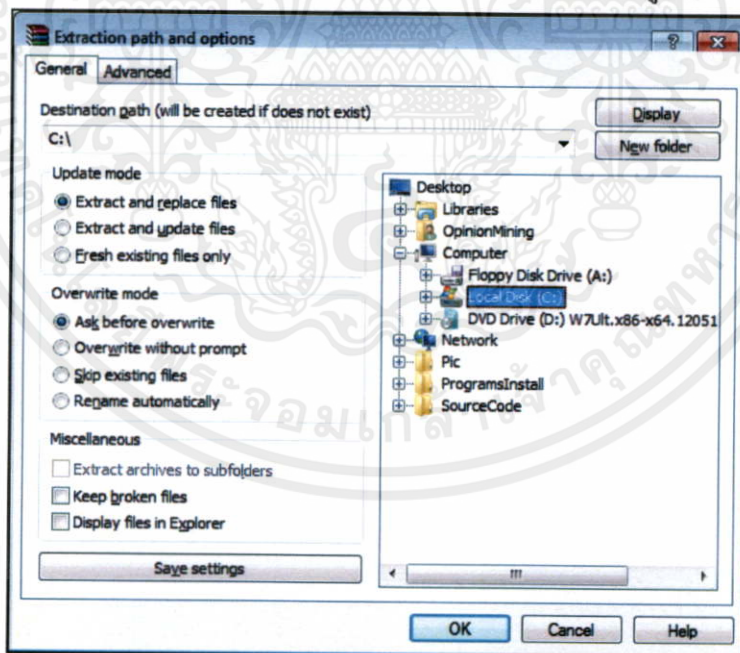 Extraction path and options
General
Advanced
Destination path (will be created if does not exist)
Display
C:\
New folder
Update mode
Extract and replace files
Extract and update files
Fresh existing files only
Overwrite mode
Ask before overwrite
Overwrite without prompt
Skip existing files
Rename automatically
Miscellaneous
Extract archives to subfolders
Keep broken files
Display files in Explorer
Save settings
Desktop
Libraries
OpinionMining
Computer
Floppy Disk Drive (A:)
Local Disk (C:)
DVD Drive (D:) W7Ult.x86-x64.12051
Network
Pic
ProgramsInstall
SourceCode
OK
Cancel
Help